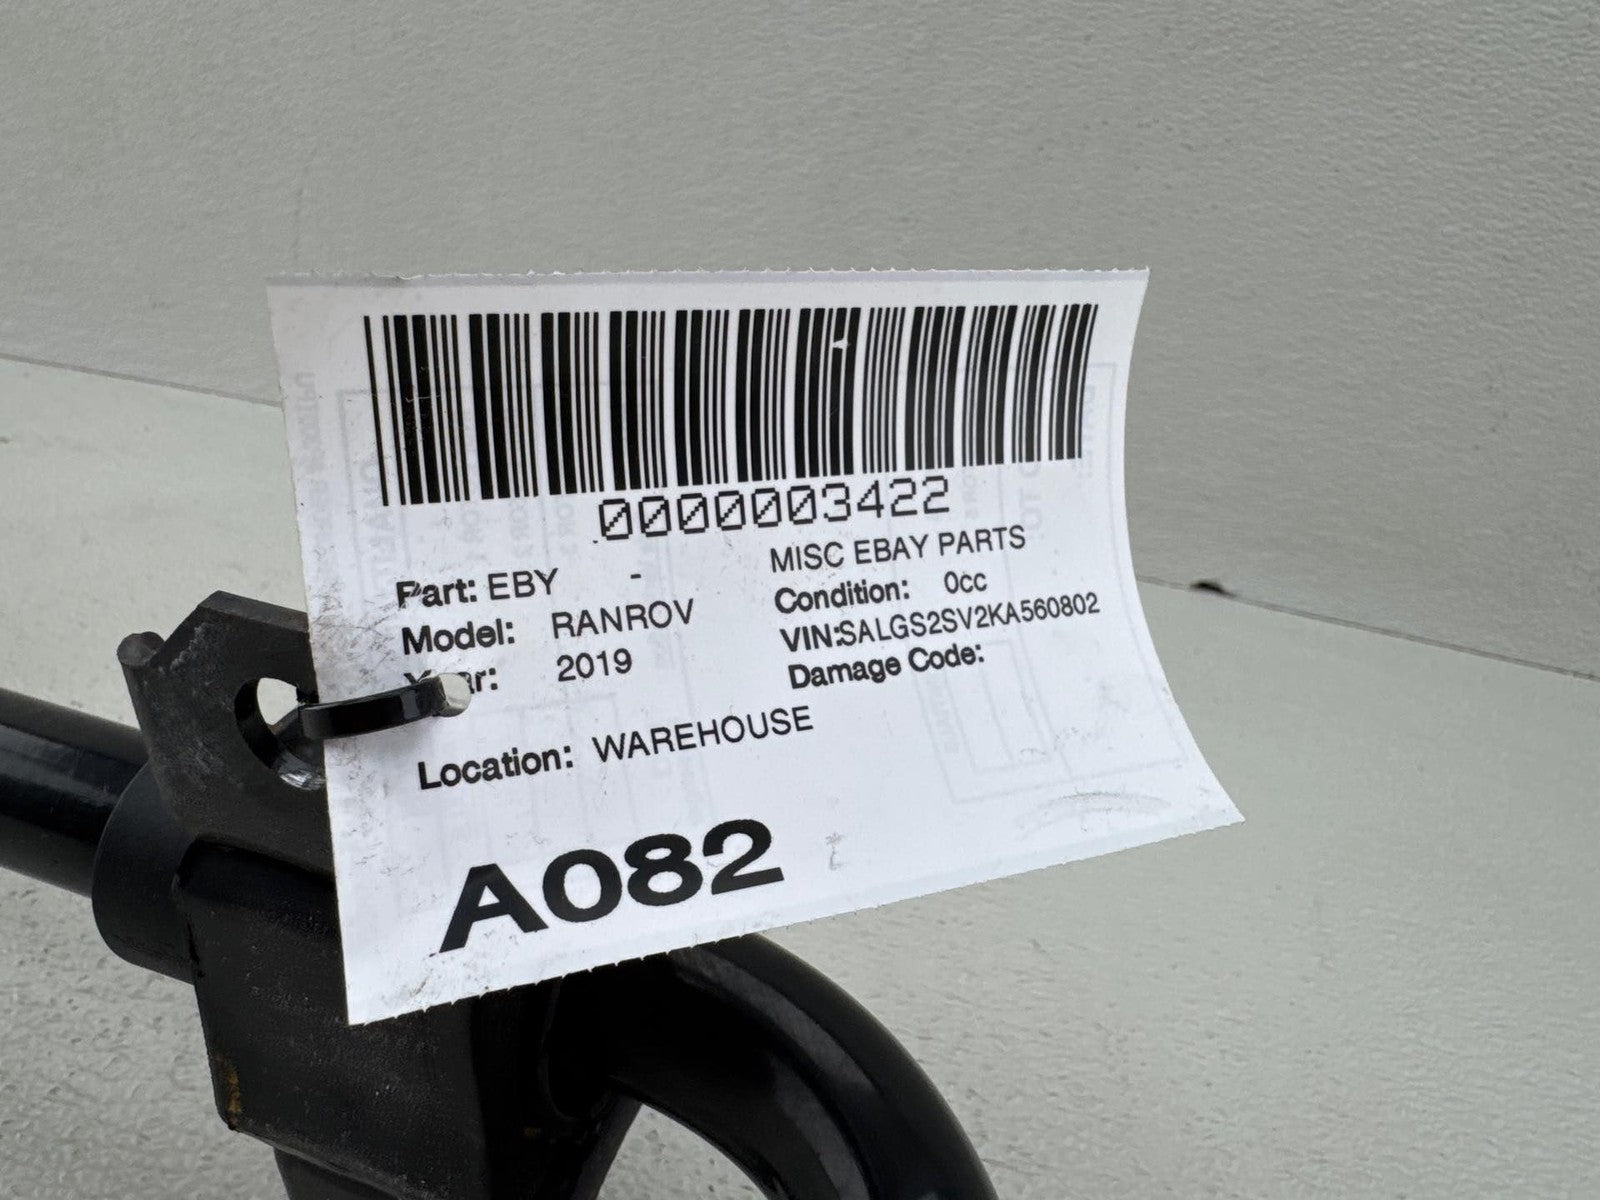 0000003422
Part: EBY - MISC EBAY PARTS
Model: RANROV Condition: 0cc
Year: 2019 VIN:SALGS2SV2KA560802
Damage Code:
Location: WAREHOUSE
A082